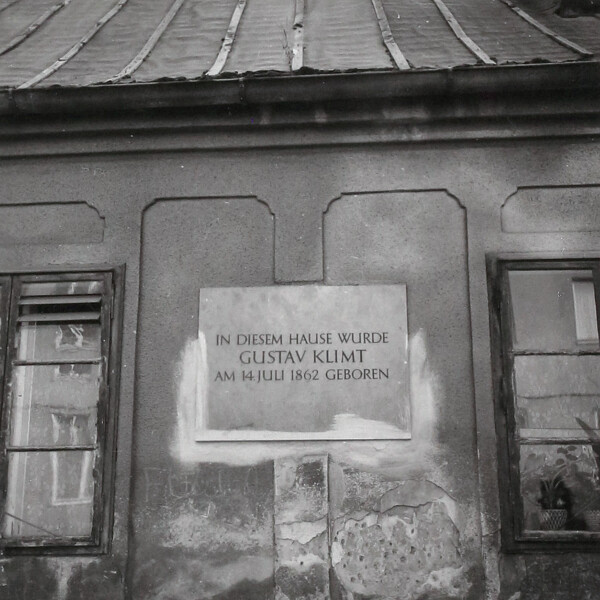 IN DIESEM HAUSE WURDE
GUSTAV KLIMT
AM 14. JULI 1862 GEBOREN